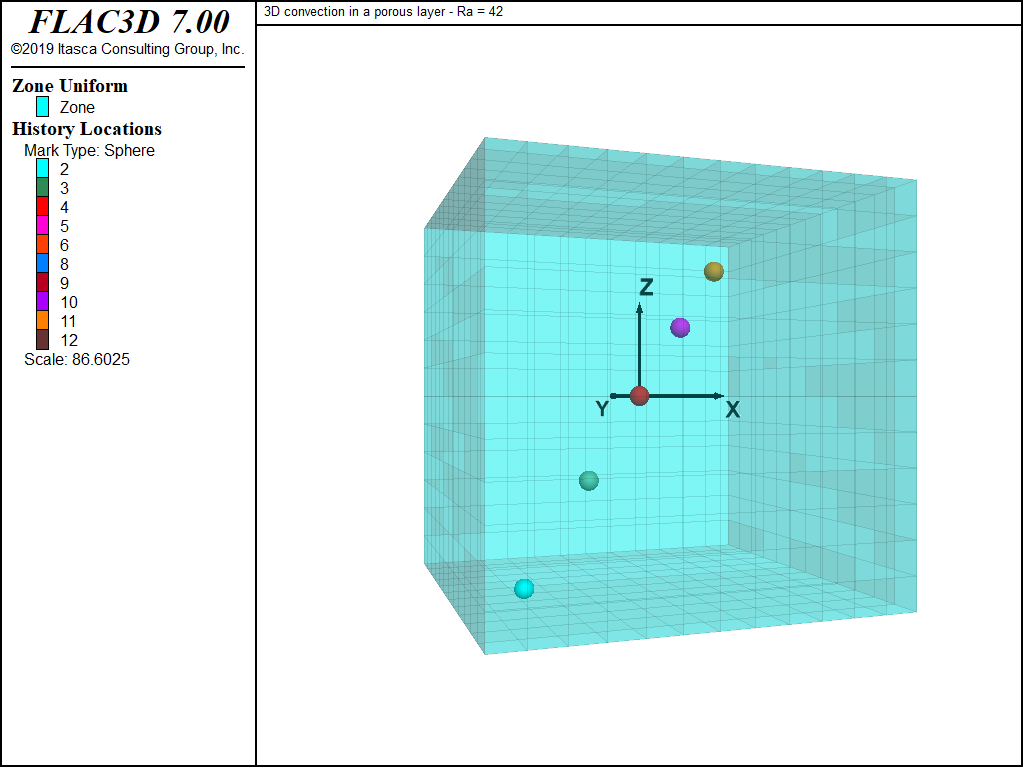 FLAC3D 7.00
©2019 Itasca Consulting Group, Inc.
Zone Uniform
Zone
History Locations
Mark Type: Sphere
2
3
4
5
6
8
9
10
11
12
Scale: 86.6025
3D convection in a porous layer - Ra = 42
Z
Y
X